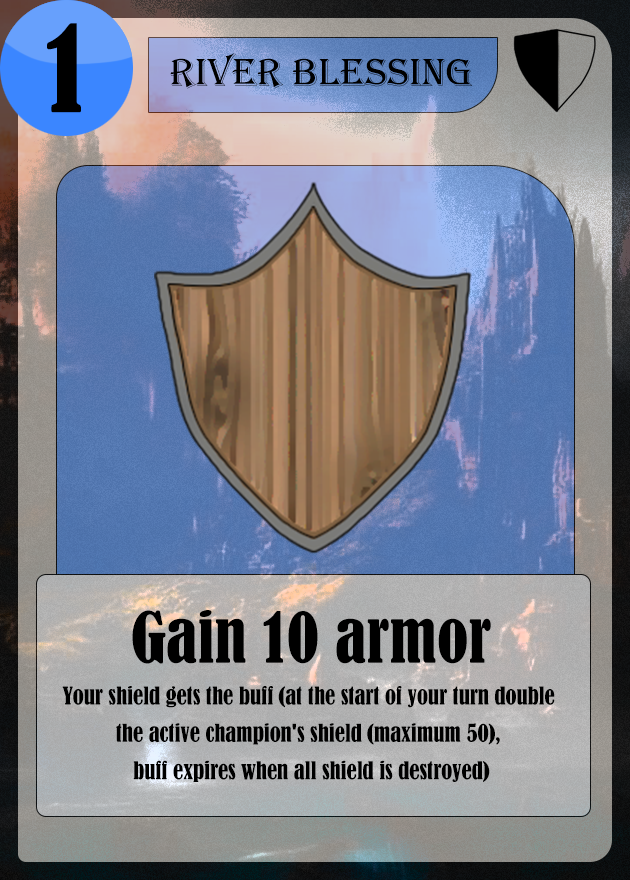 1
RIVER BLESSING
Gain 10 armor
Your shield gets the buff (at the start of your turn double
the active champion's shield (maximum 50),
buff expires when all shield is destroyed)